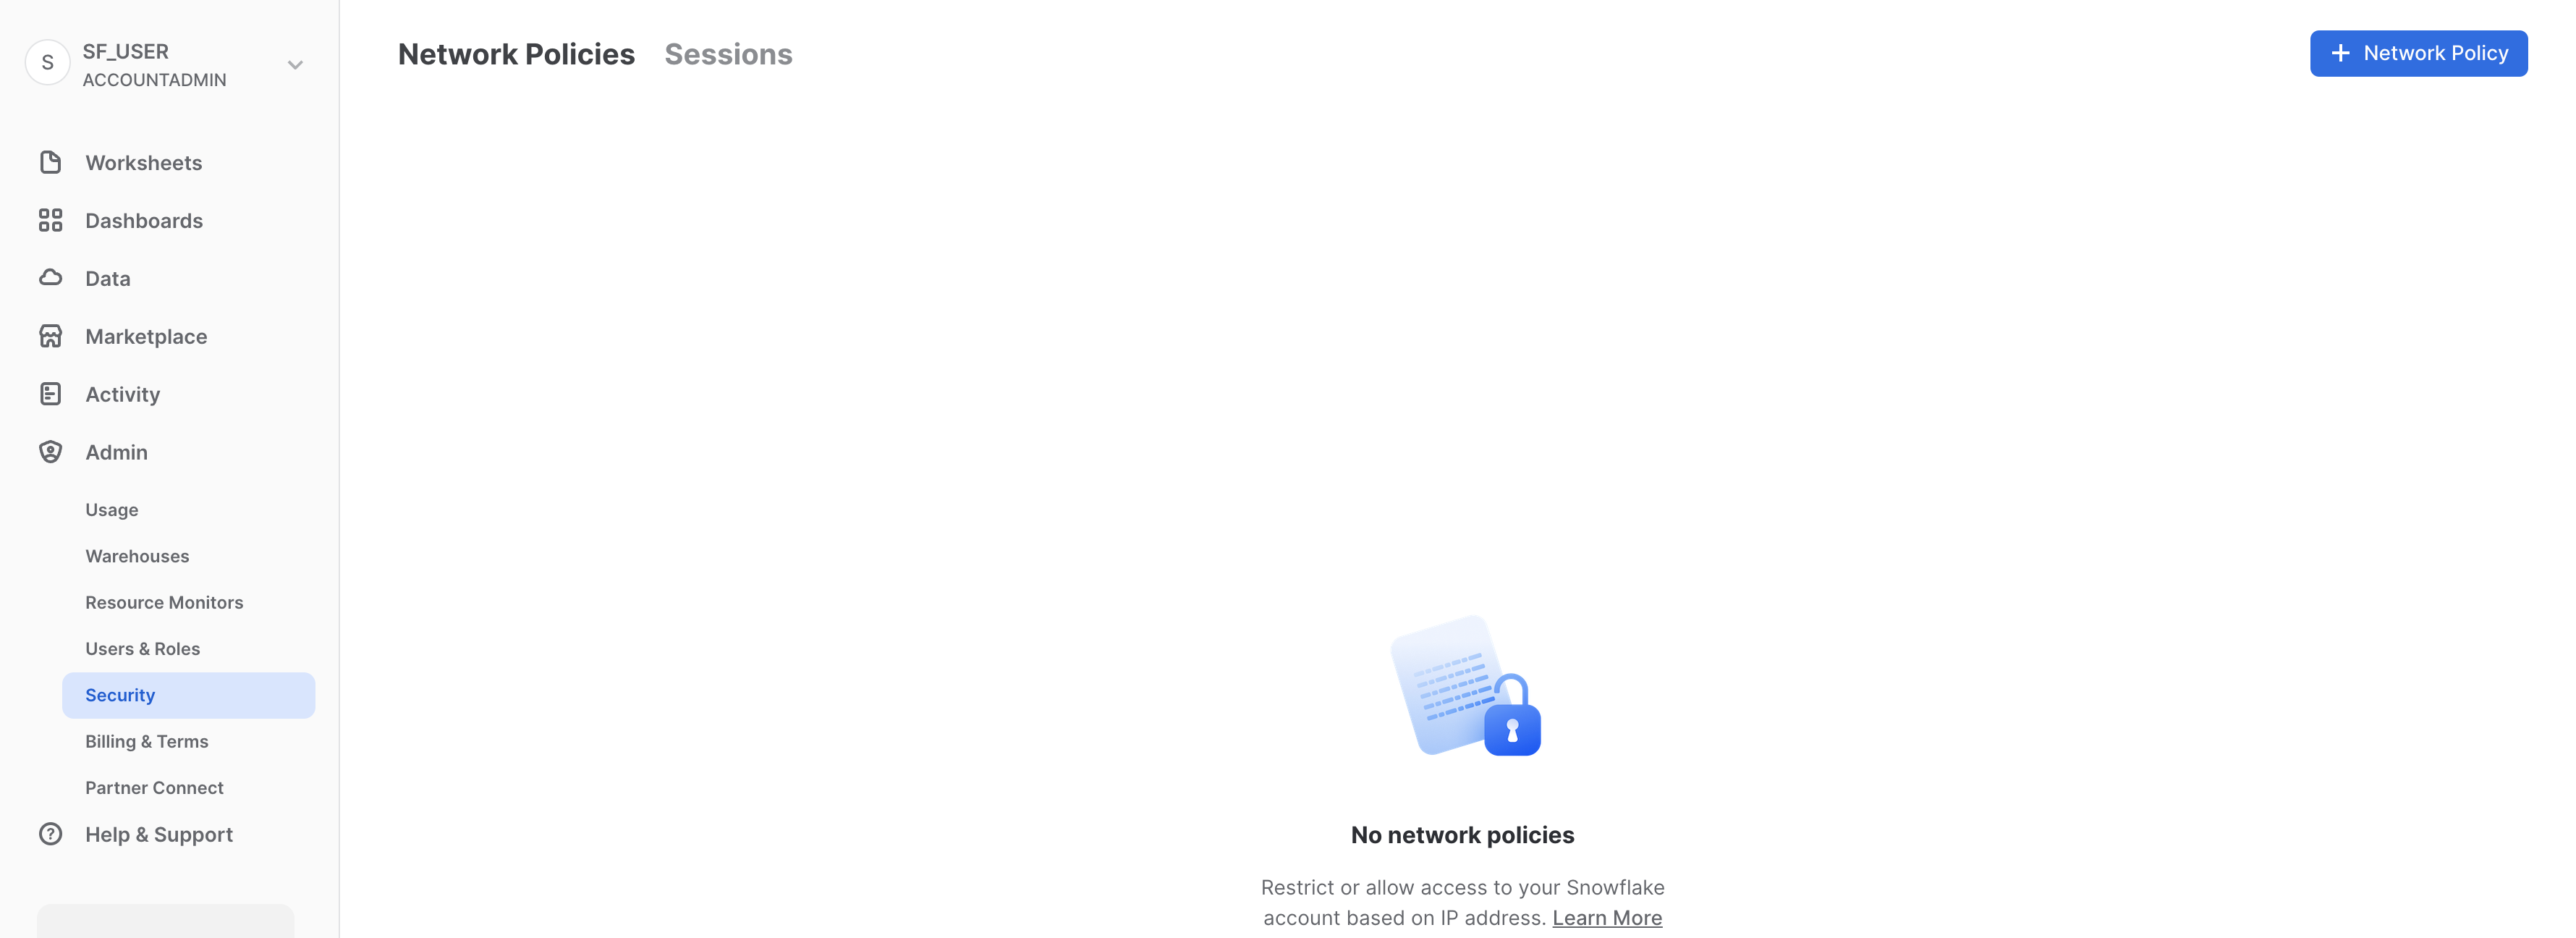 S
SF_USER
ACCOUNTADMIN
Worksheets
Dashboards
Data
Marketplace
Activity
Admin
Usage
Warehouses
Resource Monitors
Users & Roles
Security
Billing & Terms
Partner Connect
Help & Support
Network Policies Sessions
+ Network Policy
No network policies
Restrict or allow access to your Snowflake
account based on IP address. Learn More